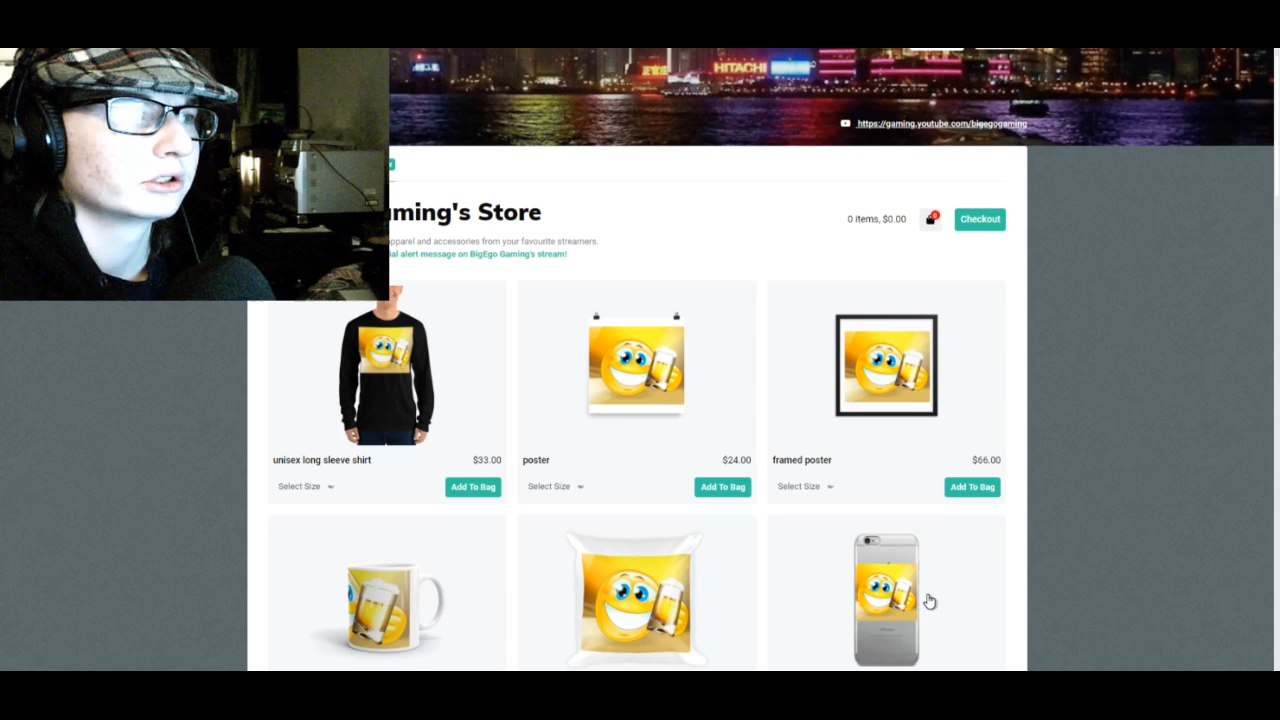 HITACHI
https://gaming.youtube.com/bigegogaming
ming's Store
0 items, $0.00
0
Checkout
apparel and accessories from your favourite streamers.
ial alert message on BigEgo Gaming's stream!
unisex long sleeve shirt
$33.00
poster
$24.00
framed poster
$66.00
Select Size
Add To Bag
Select Size
Add To Bag
Select Size
Add To Bag